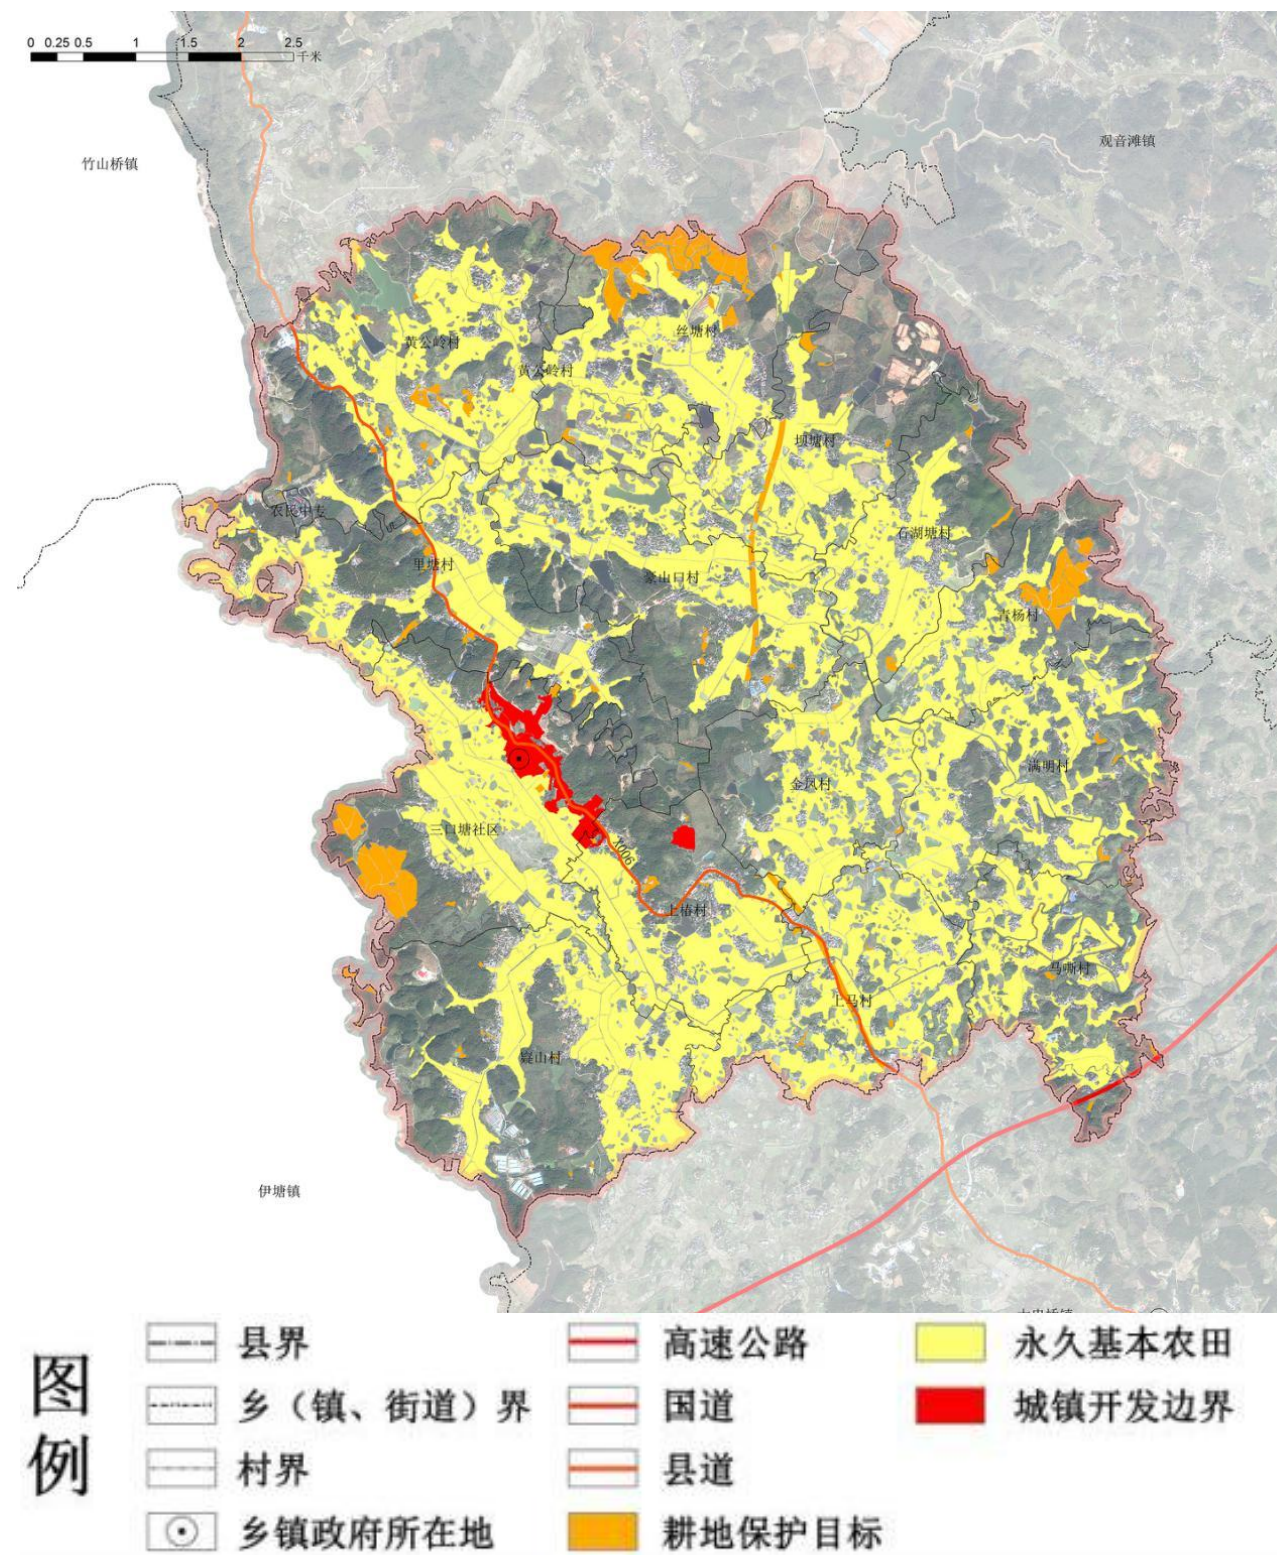 0 0.25 0.5 1 1.5 2 2.5
千米
竹山桥镇
观音滩镇
丝塘村
黄公岭村
黄公岭村
坝塘村
农民中专
石湖塘村
里塘村
豪山口村
青杨村
满明村
金凤村
三口塘社区
X006
上椿村
马嘶村
上马村
嶷山村
伊塘镇
图例
县界
高速公路
永久基本农田
乡（镇、街道）界
国道
城镇开发边界
村界
县道
乡镇政府所在地
耕地保护目标